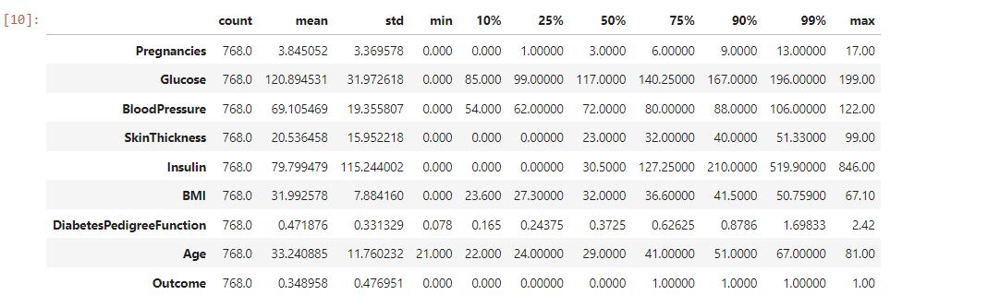 [10]: count mean std min 10% 25% 50% 75% 90% 99% max
Pregnancies 768.0 3.845052 3.369578 0.000 0.000 1.00000 3.0000 6.00000 9.0000 13.00000 17.00
Glucose 768.0 120.894531 31.972618 0.000 85.000 99.00000 117.0000 140.25000 167.0000 196.00000 199.00
BloodPressure 768.0 69.105469 19.355807 0.000 54.000 62.00000 72.0000 80.00000 88.0000 106.00000 122.00
SkinThickness 768.0 20.536458 15.952218 0.000 0.000 0.00000 23.0000 32.00000 40.0000 51.33000 99.00
Insulin 768.0 79.799479 115.244002 0.000 0.000 0.00000 30.5000 127.25000 210.0000 519.90000 846.00
BMI 768.0 31.992578 7.884160 0.000 23.600 27.30000 32.0000 36.60000 41.5000 50.75900 67.10
DiabetesPedigreeFunction 768.0 0.471876 0.331329 0.078 0.165 0.24375 0.3725 0.62625 0.8786 1.69833 2.42
Age 768.0 33.240885 11.760232 21.000 22.000 24.00000 29.0000 41.00000 51.0000 67.00000 81.00
Outcome 768.0 0.348958 0.476951 0.000 0.000 0.00000 0.0000 1.00000 1.0000 1.00000 1.00